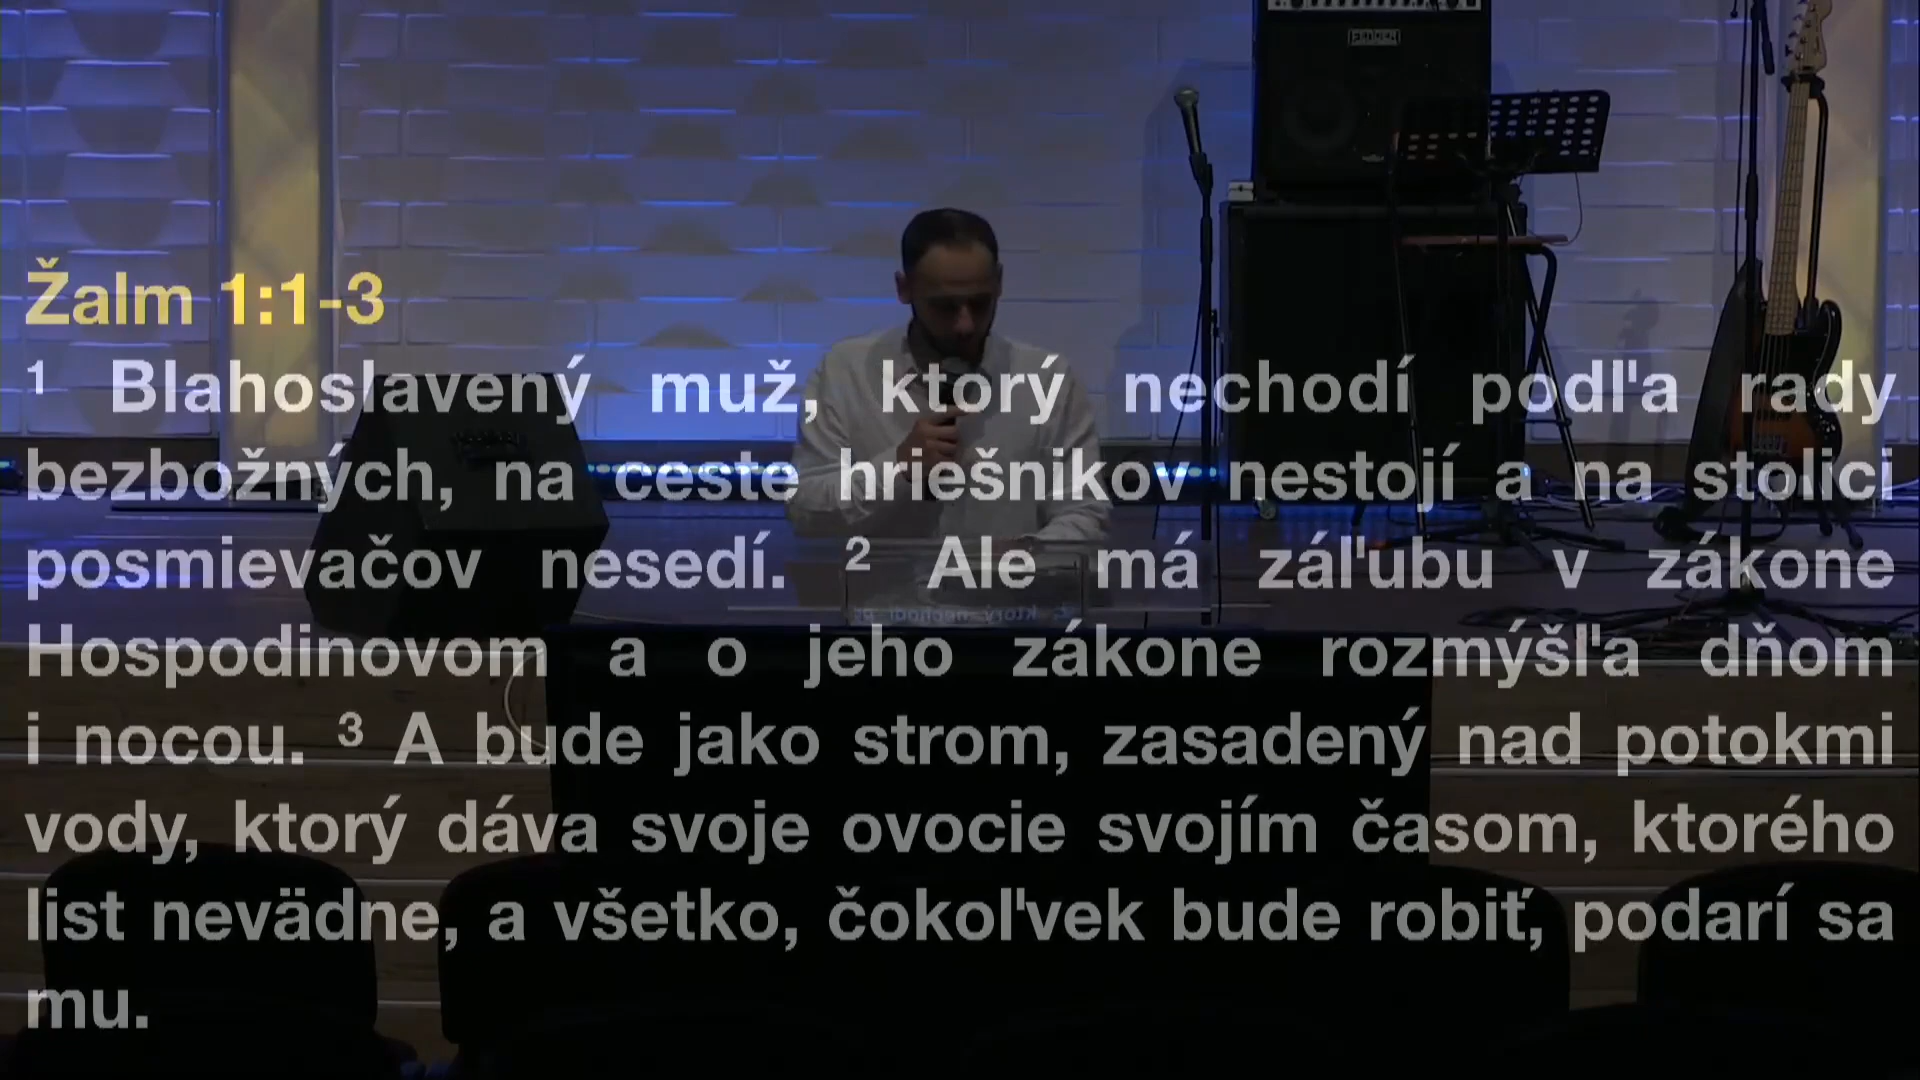 FENDER
Žalm 1:1-3
¹ Blahoslavený muž, ktorý nechodí podľa rady
bezbožných, na ceste hriešnikov nestojí a na stolici
posmievačov nesedí. ² Ale má záľubu v zákone
Hospodinovom a o jeho zákone rozmýšľa dňom
i nocou. ³ A bude jako strom, zasadený nad potokmi
vody, ktorý dáva svoje ovocie svojím časom, ktorého
list nevädne, a všetko, čokoľvek bude robiť, podarí sa
mu.